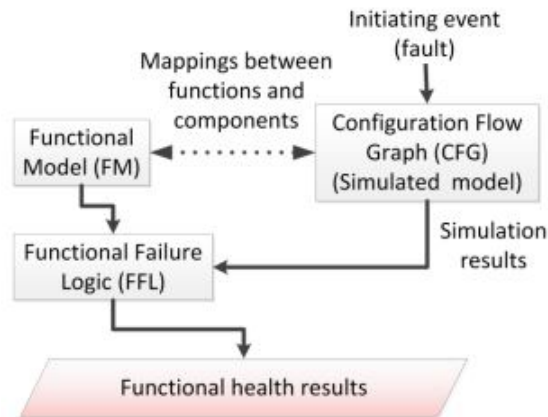 Initiating event
(fault)
Mappings between
functions and
components
Functional
Model (FM)
Configuration Flow
Graph (CFG)
(Simulated model)
Simulation
results
Functional Failure
Logic (FFL)
Functional health results